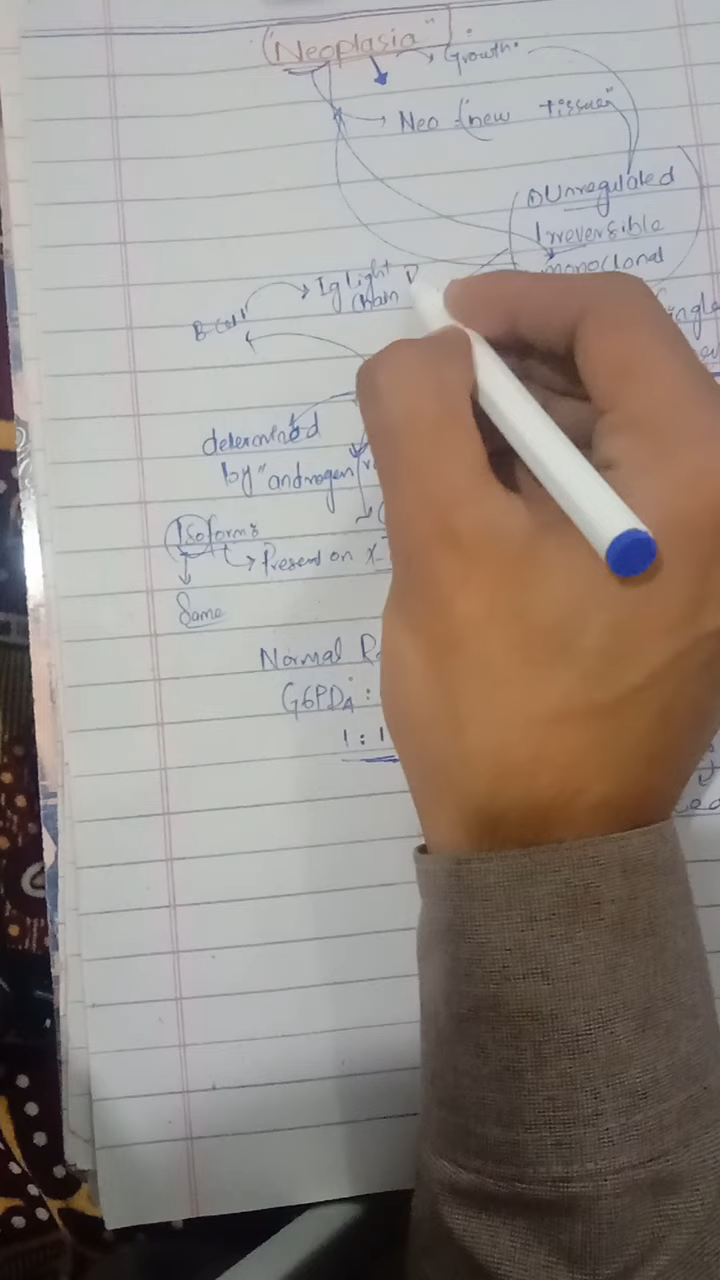 "Neoplasia"
Growth.
Neo (new Tissue"
①Unregulated
Irreversible
monoclonal
B-Cell
Ig light
Chain
determined
by "androgen
Isoforms
Present on X-
Same
Normal
G6PDA :
1 : 1